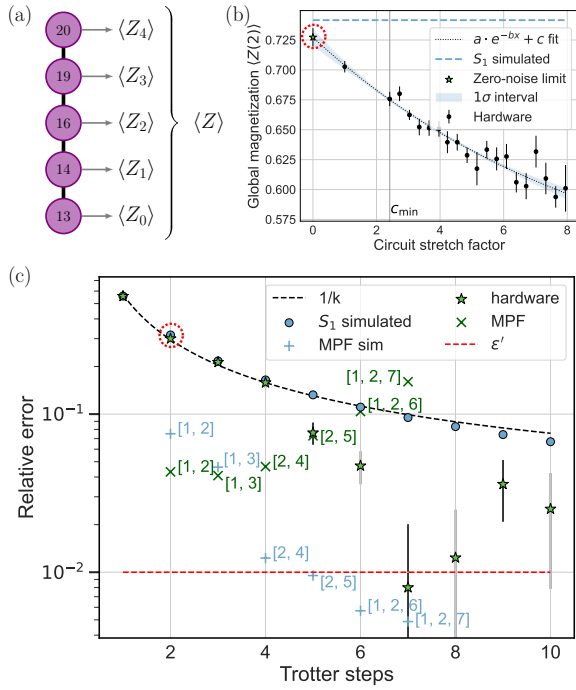 (a)
20 ⟨Z₄⟩
19 ⟨Z₃⟩
16 ⟨Z₂⟩ ⟨Z⟩
14 ⟨Z₁⟩
13 ⟨Z₀⟩
(b)
Global magnetization ⟨Z(2)⟩
0.725
0.700
0.675
0.650
0.625
0.600
0.575
a · e^{-bx} + c fit
S₁ simulated
Zero-noise limit
1σ interval
Hardware
c_min
0 2 4 6 8
Circuit stretch factor
(c)
Relative error
10⁻¹
10⁻²
1/k
S₁ simulated
MPF sim
hardware
MPF
ε′
[1, 2, 7]
[1, 2, 6]
[1, 2]
[2, 5]
[1, 3]
[1, 2]
[2, 4]
[1, 3]
[2, 4]
[2, 5]
[1, 2, 6]
[1, 2, 7]
2 4 6 8 10
Trotter steps